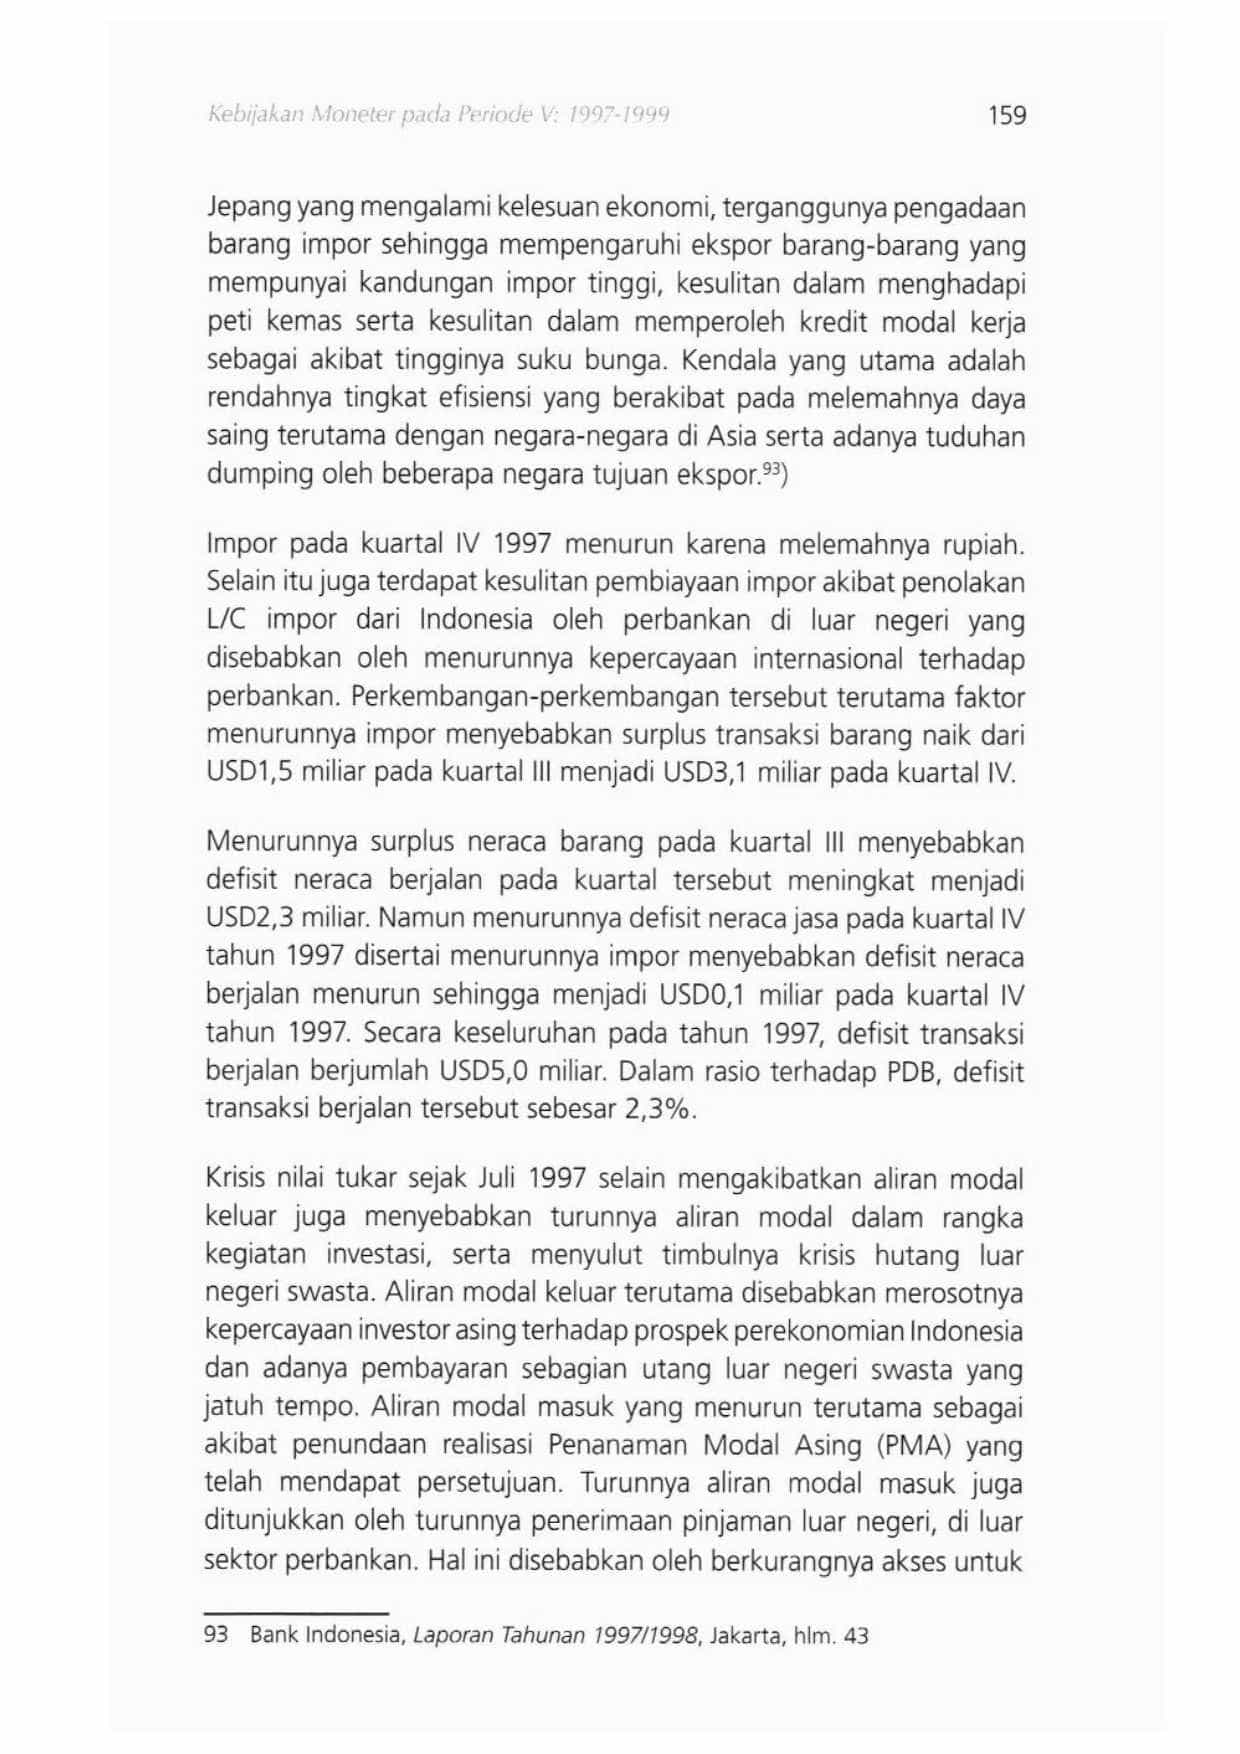 Kebijakan Moneter pada Periode V: 1997-1999 159
Jepang yang mengalami kelesuan ekonomi, terganggunya pengadaan
barang impor sehingga mempengaruhi ekspor barang-barang yang
mempunyai kandungan impor tinggi, kesulitan dalam menghadapi
peti kemas serta kesulitan dalam memperoleh kredit modal kerja
sebagai akibat tingginya suku bunga. Kendala yang utama adalah
rendahnya tingkat efisiensi yang berakibat pada melemahnya daya
saing terutama dengan negara-negara di Asia serta adanya tuduhan
dumping oleh beberapa negara tujuan ekspor.93)
Impor pada kuartal IV 1997 menurun karena melemahnya rupiah.
Selain itu juga terdapat kesulitan pembiayaan impor akibat penolakan
L/C impor dari Indonesia oleh perbankan di luar negeri yang
disebabkan oleh menurunnya kepercayaan internasional terhadap
perbankan. Perkembangan-perkembangan tersebut terutama faktor
menurunnya impor menyebabkan surplus transaksi barang naik dari
USD1,5 miliar pada kuartal III menjadi USD3,1 miliar pada kuartal IV.
Menurunnya surplus neraca barang pada kuartal III menyebabkan
defisit neraca berjalan pada kuartal tersebut meningkat menjadi
USD2,3 miliar. Namun menurunnya defisit neraca jasa pada kuartal IV
tahun 1997 disertai menurunnya impor menyebabkan defisit neraca
berjalan menurun sehingga menjadi USD0,1 miliar pada kuartal IV
tahun 1997. Secara keseluruhan pada tahun 1997, defisit transaksi
berjalan berjumlah USD5,0 miliar. Dalam rasio terhadap PDB, defisit
transaksi berjalan tersebut sebesar 2,3%.
Krisis nilai tukar sejak Juli 1997 selain mengakibatkan aliran modal
keluar juga menyebabkan turunnya aliran modal dalam rangka
kegiatan investasi, serta menyulut timbulnya krisis hutang luar
negeri swasta. Aliran modal keluar terutama disebabkan merosotnya
kepercayaan investor asing terhadap prospek perekonomian Indonesia
dan adanya pembayaran sebagian utang luar negeri swasta yang
jatuh tempo. Aliran modal masuk yang menurun terutama sebagai
akibat penundaan realisasi Penanaman Modal Asing (PMA) yang
telah mendapat persetujuan. Turunnya aliran modal masuk juga
ditunjukkan oleh turunnya penerimaan pinjaman luar negeri, di luar
sektor perbankan. Hal ini disebabkan oleh berkurangnya akses untuk
93 Bank Indonesia, Laporan Tahunan 1997/1998, Jakarta, hlm. 43